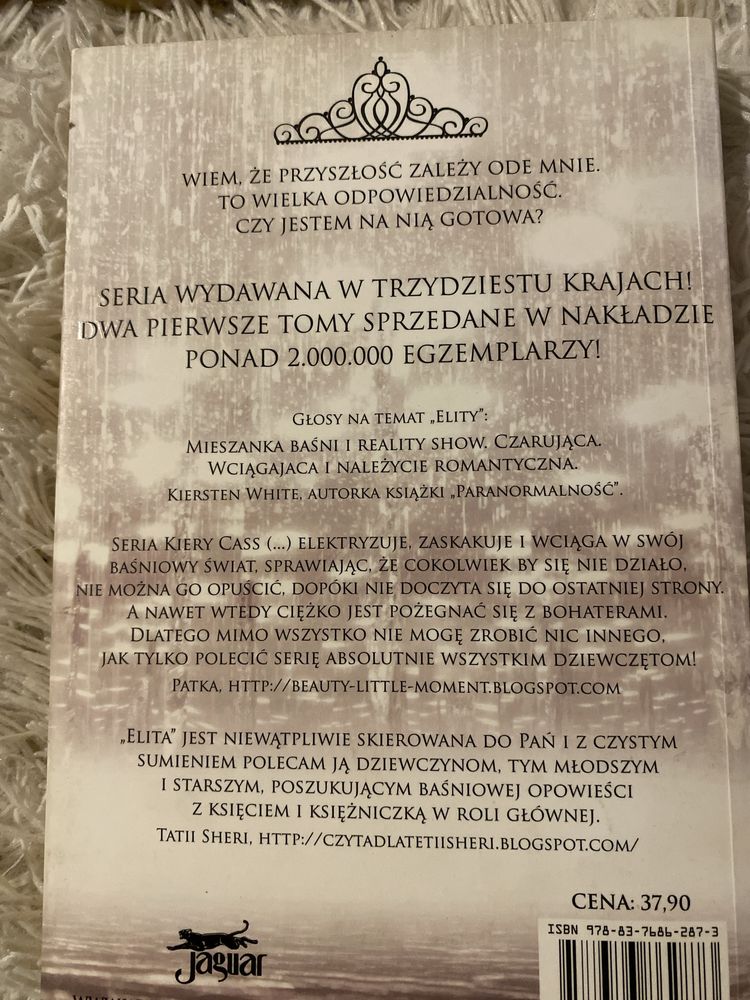 WIEM, ŻE PRZYSZŁOŚĆ ZALEŻY ODE MNIE.
TO WIELKA ODPOWIEDZIALNOŚĆ.
CZY JESTEM NA NIĄ GOTOWA?
SERIA WYDAWANA W TRZYDZIESTU KRAJACH!
DWA PIERWSZE TOMY SPRZEDANE W NAKŁADZIE
PONAD 2.000.000 EGZEMPLARZY!
GŁOSY NA TEMAT „ELITY":
MIESZANKA BAŚNI I REALITY SHOW. CZARUJĄCA.
WCIĄGAJACA I NALEŻYCIE ROMANTYCZNA.
KIERSTEN WHITE, AUTORKA KSIĄŻKI „PARANORMALNOŚĆ".
SERIA KIERY CASS (...) ELEKTRYZUJE, ZASKAKUJE I WCIĄGA W SWÓJ
BAŚNIOWY ŚWIAT, SPRAWIAJĄC, ŻE COKOLWIEK BY SIĘ NIE DZIAŁO,
NIE MOŻNA GO OPUŚCIĆ, DOPÓKI NIE DOCZYTA SIĘ DO OSTATNIEJ STRONY.
A NAWET WTEDY CIĘŻKO JEST POŻEGNAĆ SIĘ Z BOHATERAMI.
DLATEGO MIMO WSZYSTKO NIE MOGĘ ZROBIĆ NIC INNEGO,
JAK TYLKO POLECIĆ SERIĘ ABSOLUTNIE WSZYSTKIM DZIEWCZĘTOM!
PATKA, HTTP://BEAUTY-LITTLE-MOMENT.BLOGSPOT.COM
„ELITA" JEST NIEWĄTPLIWIE SKIEROWANA DO PAŃ I Z CZYSTYM
SUMIENIEM POLECAM JĄ DZIEWCZYNOM, TYM MŁODSZYM
I STARSZYM, POSZUKUJĄCYM BAŚNIOWEJ OPOWIEŚCI
Z KSIĘCIEM I KSIĘŻNICZKĄ W ROLI GŁÓWNEJ.
TATII SHERI, HTTP://CZYTADLATETIISHERI.BLOGSPOT.COM/
CENA: 37,90
ISBN 978-83-7686-287-3
Jaguar